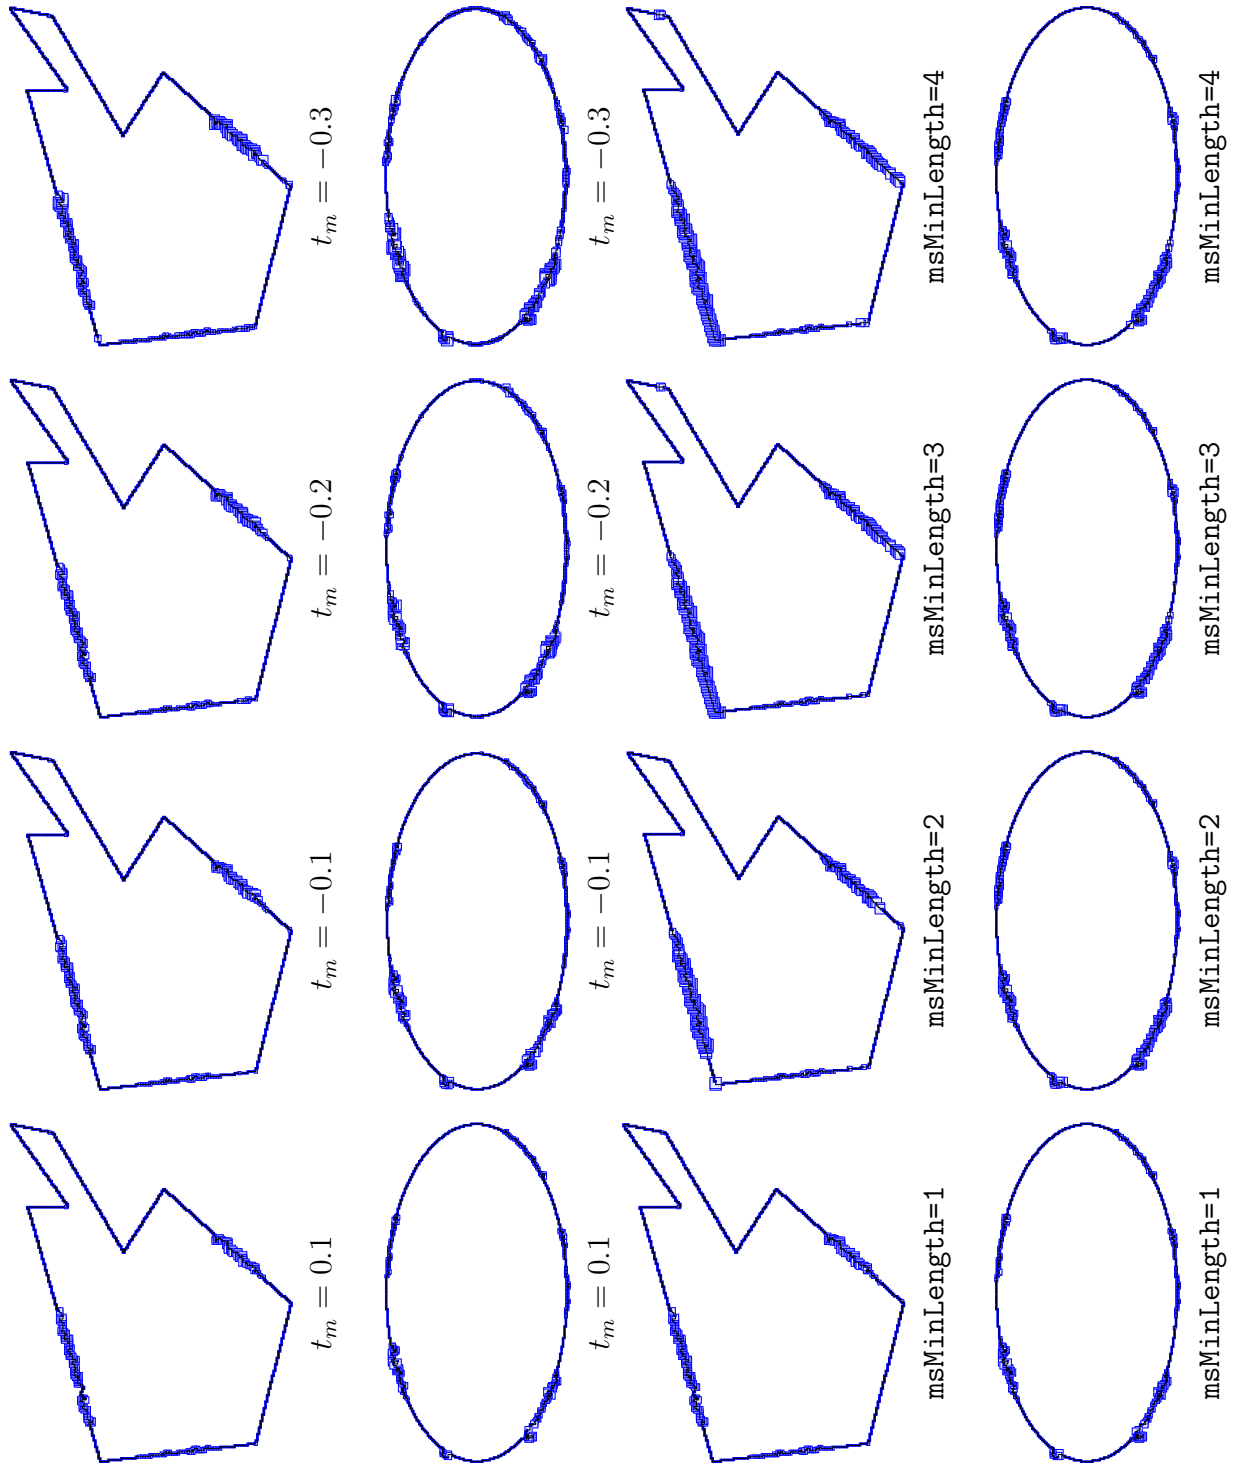 t_m = 0.1
t_m = −0.1
t_m = −0.2
t_m = −0.3
t_m = 0.1
t_m = −0.1
t_m = −0.2
t_m = −0.3
msMinLength=1
msMinLength=2
msMinLength=3
msMinLength=4
msMinLength=1
msMinLength=2
msMinLength=3
msMinLength=4